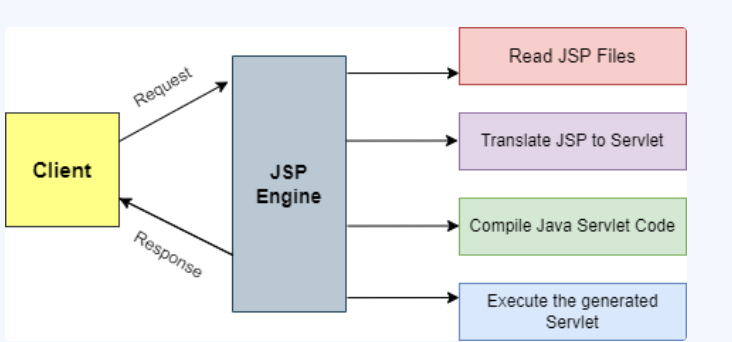 Request
Client
Response
JSP
Engine
Read JSP Files
Translate JSP to Servlet
Compile Java Servlet Code
Execute the generated
Servlet